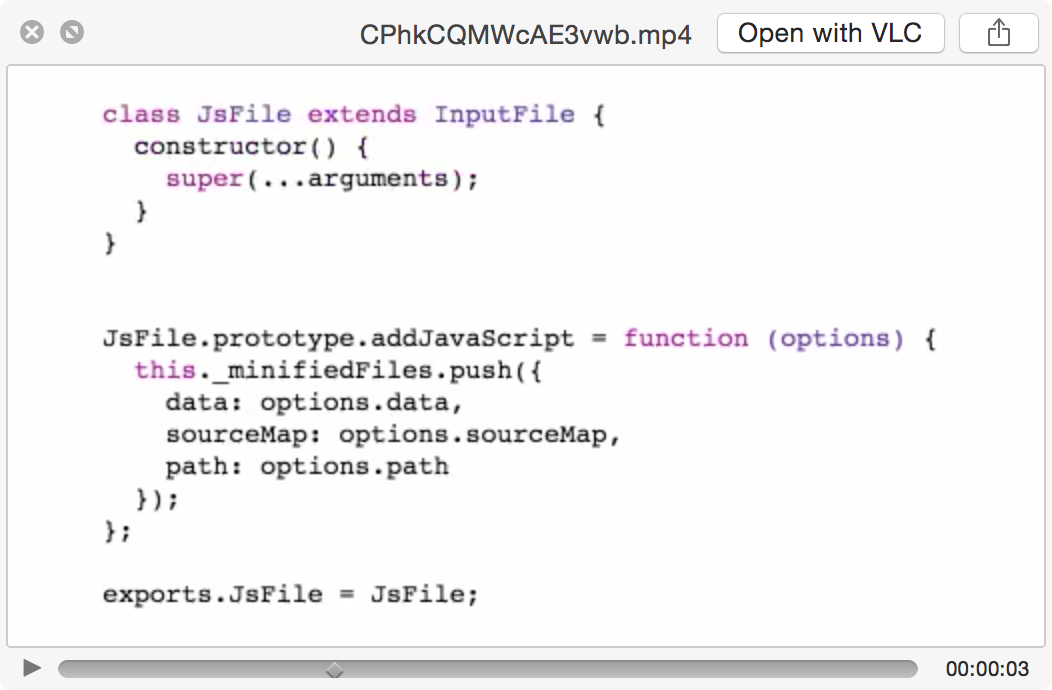 CPhkCQMWcAE3vwb.mp4
Open with VLC
class JsFile extends InputFile {
  constructor() {
    super(...arguments);
  }
}
JsFile.prototype.addJavaScript = function (options) {
  this._minifiedFiles.push({
    data: options.data,
    sourceMap: options.sourceMap,
    path: options.path
  });
};
exports.JsFile = JsFile;
00:00:03